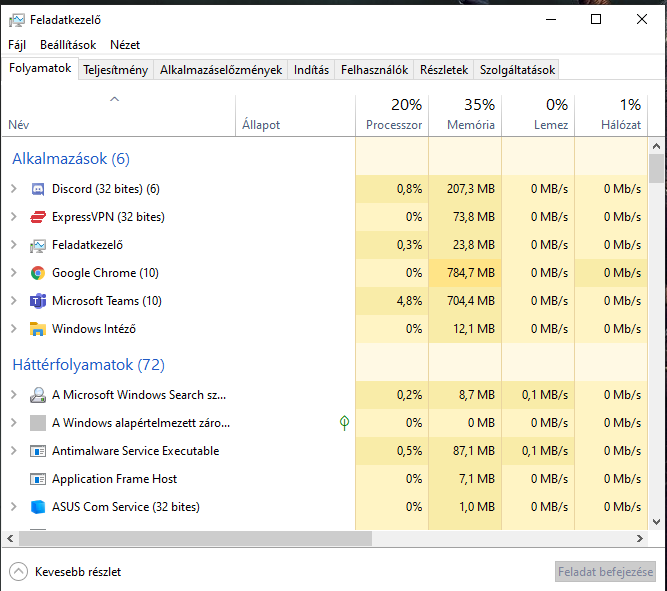 Feladatkezelő
Fájl Beállítások Nézet
Folyamatok Teljesítmény Alkalmazáselőzmények Indítás Felhasználók Részletek Szolgáltatások
20% 35% 0% 1%
Név Állapot Processzor Memória Lemez Hálózat
Alkalmazások (6)
Discord (32 bites) (6) 0,8% 207,3 MB 0 MB/s 0 Mb/s
ExpressVPN (32 bites) 0% 73,8 MB 0 MB/s 0 Mb/s
Feladatkezelő 0,3% 23,8 MB 0 MB/s 0 Mb/s
Google Chrome (10) 0% 784,7 MB 0 MB/s 0 Mb/s
Microsoft Teams (10) 4,8% 704,4 MB 0 MB/s 0 Mb/s
Windows Intéző 0% 12,1 MB 0 MB/s 0 Mb/s
Háttérfolyamatok (72)
A Microsoft Windows Search sz... 0,2% 8,7 MB 0,1 MB/s 0 Mb/s
A Windows alapértelmezett záro... 0% 0 MB 0 MB/s 0 Mb/s
Antimalware Service Executable 0,5% 87,1 MB 0,1 MB/s 0 Mb/s
Application Frame Host 0% 7,1 MB 0 MB/s 0 Mb/s
ASUS Com Service (32 bites) 0% 1,0 MB 0 MB/s 0 Mb/s
Kevesebb részlet Feladat befejezése